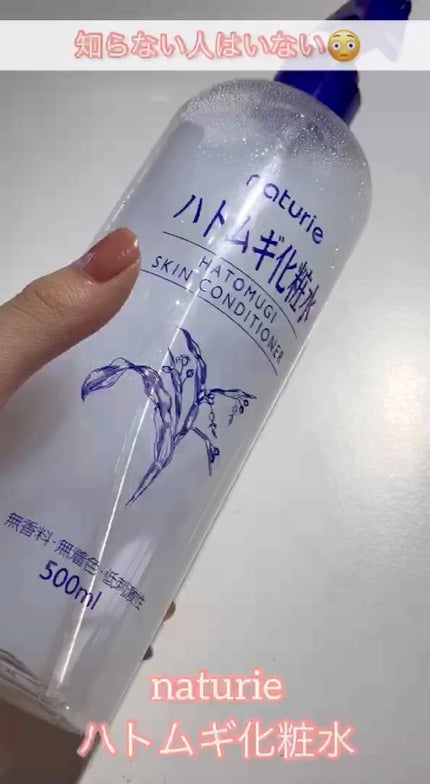 知らない人はいない😳
naturie
ハトムギ化粧水
HATOMUGI
SKIN CONDITIONER
無香料・無着色・低刺激性
500ml
naturie
ハトムギ化粧水